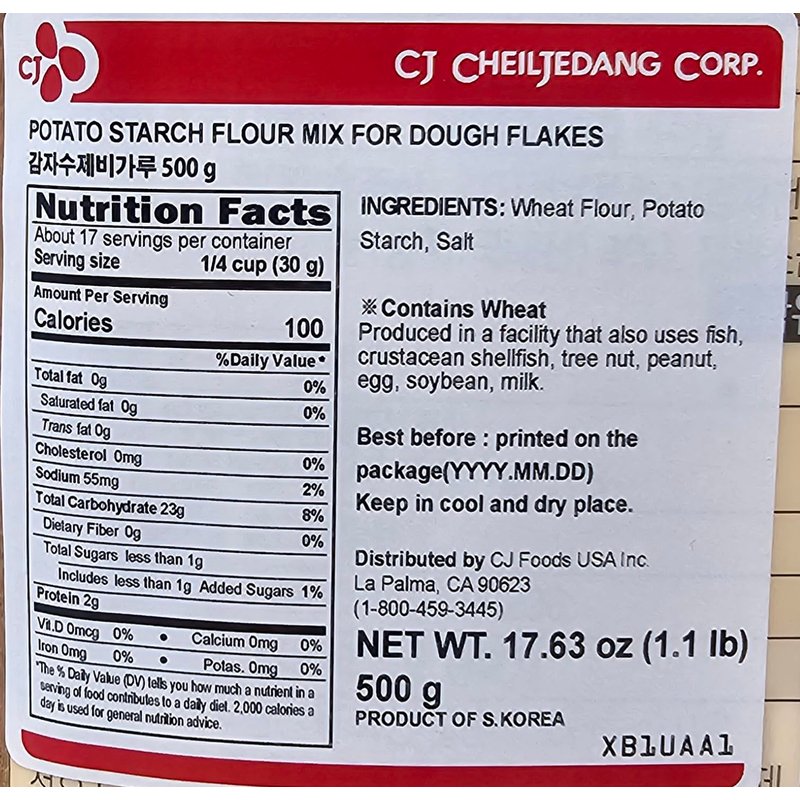 CJ
CJ CHEILJEDANG CORP.
POTATO STARCH FLOUR MIX FOR DOUGH FLAKES
감자수제비가루 500 g
Nutrition Facts
About 17 servings per container
Serving size 1/4 cup (30 g)
Amount Per Serving
Calories 100
%Daily Value*
Total fat 0g 0%
Saturated fat 0g 0%
Trans fat 0g
Cholesterol 0mg 0%
Sodium 55mg 2%
Total Carbohydrate 23g 8%
Dietary Fiber 0g 0%
Total Sugars less than 1g
Includes less than 1g Added Sugars 1%
Protein 2g
Vit.D 0mcg 0% • Calcium 0mg 0%
Iron 0mg 0% • Potas. 0mg 0%
*The % Daily Value (DV) tells you how much a nutrient in a
serving of food contributes to a daily diet. 2,000 calories a
day is used for general nutrition advice.
INGREDIENTS: Wheat Flour, Potato
Starch, Salt
※Contains Wheat
Produced in a facility that also uses fish,
crustacean shellfish, tree nut, peanut,
egg, soybean, milk.
Best before : printed on the
package(YYYY.MM.DD)
Keep in cool and dry place.
Distributed by CJ Foods USA Inc.
La Palma, CA 90623
(1-800-459-3445)
NET WT. 17.63 oz (1.1 lb)
500 g
PRODUCT OF S.KOREA
XB1UAA1